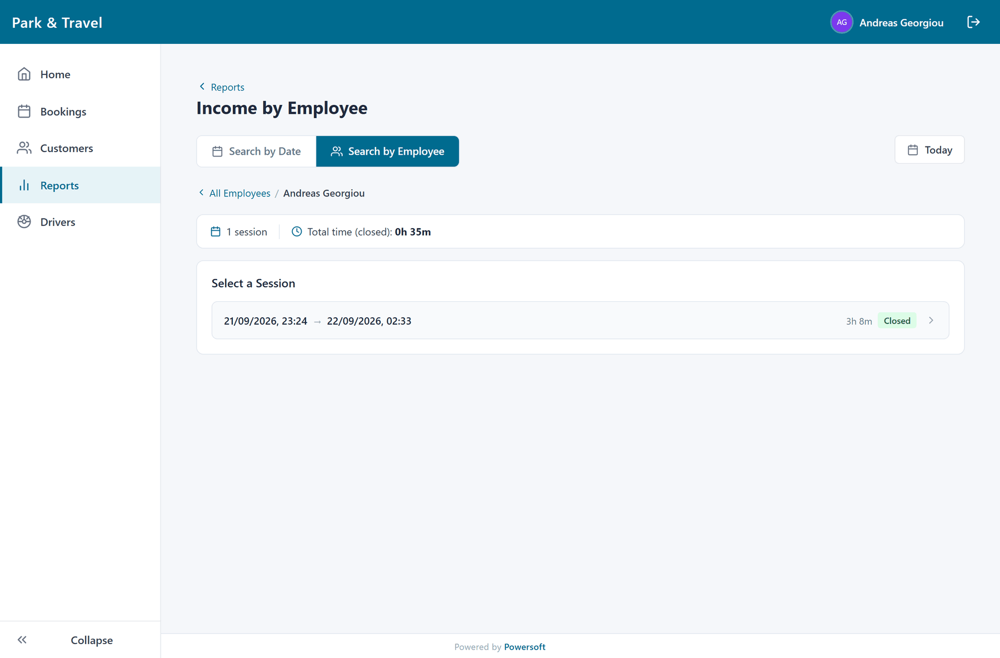 Park & Travel
AG Andreas Georgiou
Home
Bookings
Customers
Reports
Drivers
Collapse
Reports
Income by Employee
Search by Date
Search by Employee
Today
All Employees / Andreas Georgiou
1 session
Total time (closed): 0h 35m
Select a Session
21/09/2026, 23:24 → 22/09/2026, 02:33
3h 8m
Closed
Powered by Powersoft